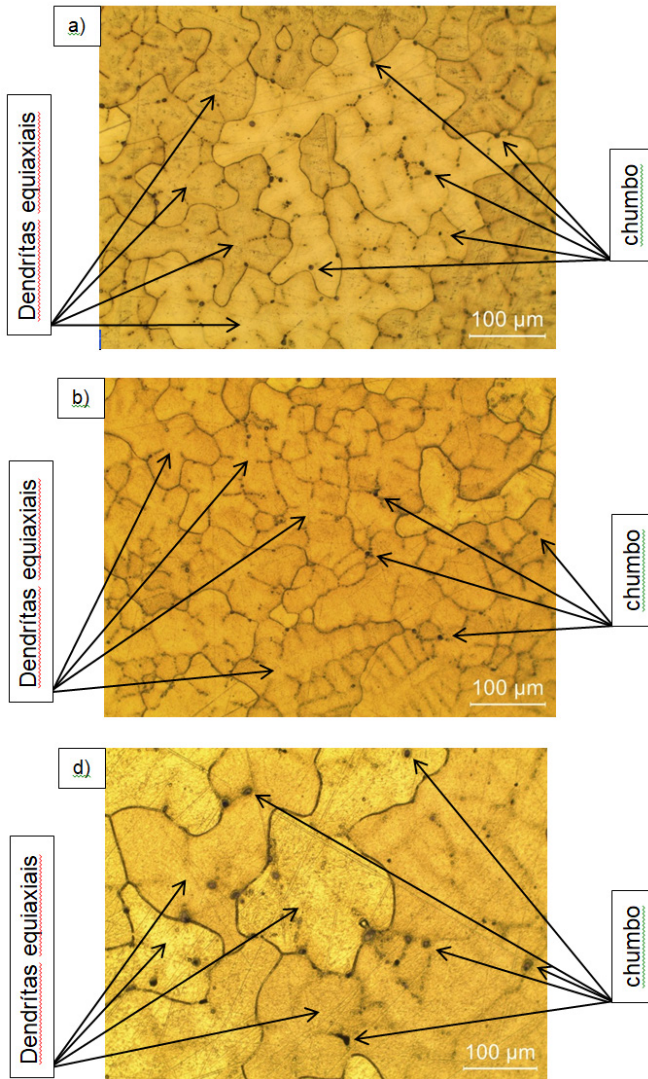 a)
Dendrítas equiaxiais
chumbo
100 µm
b)
Dendrítas equiaxiais
chumbo
100 µm
d)
Dendrítas equiaxiais
chumbo
100 µm